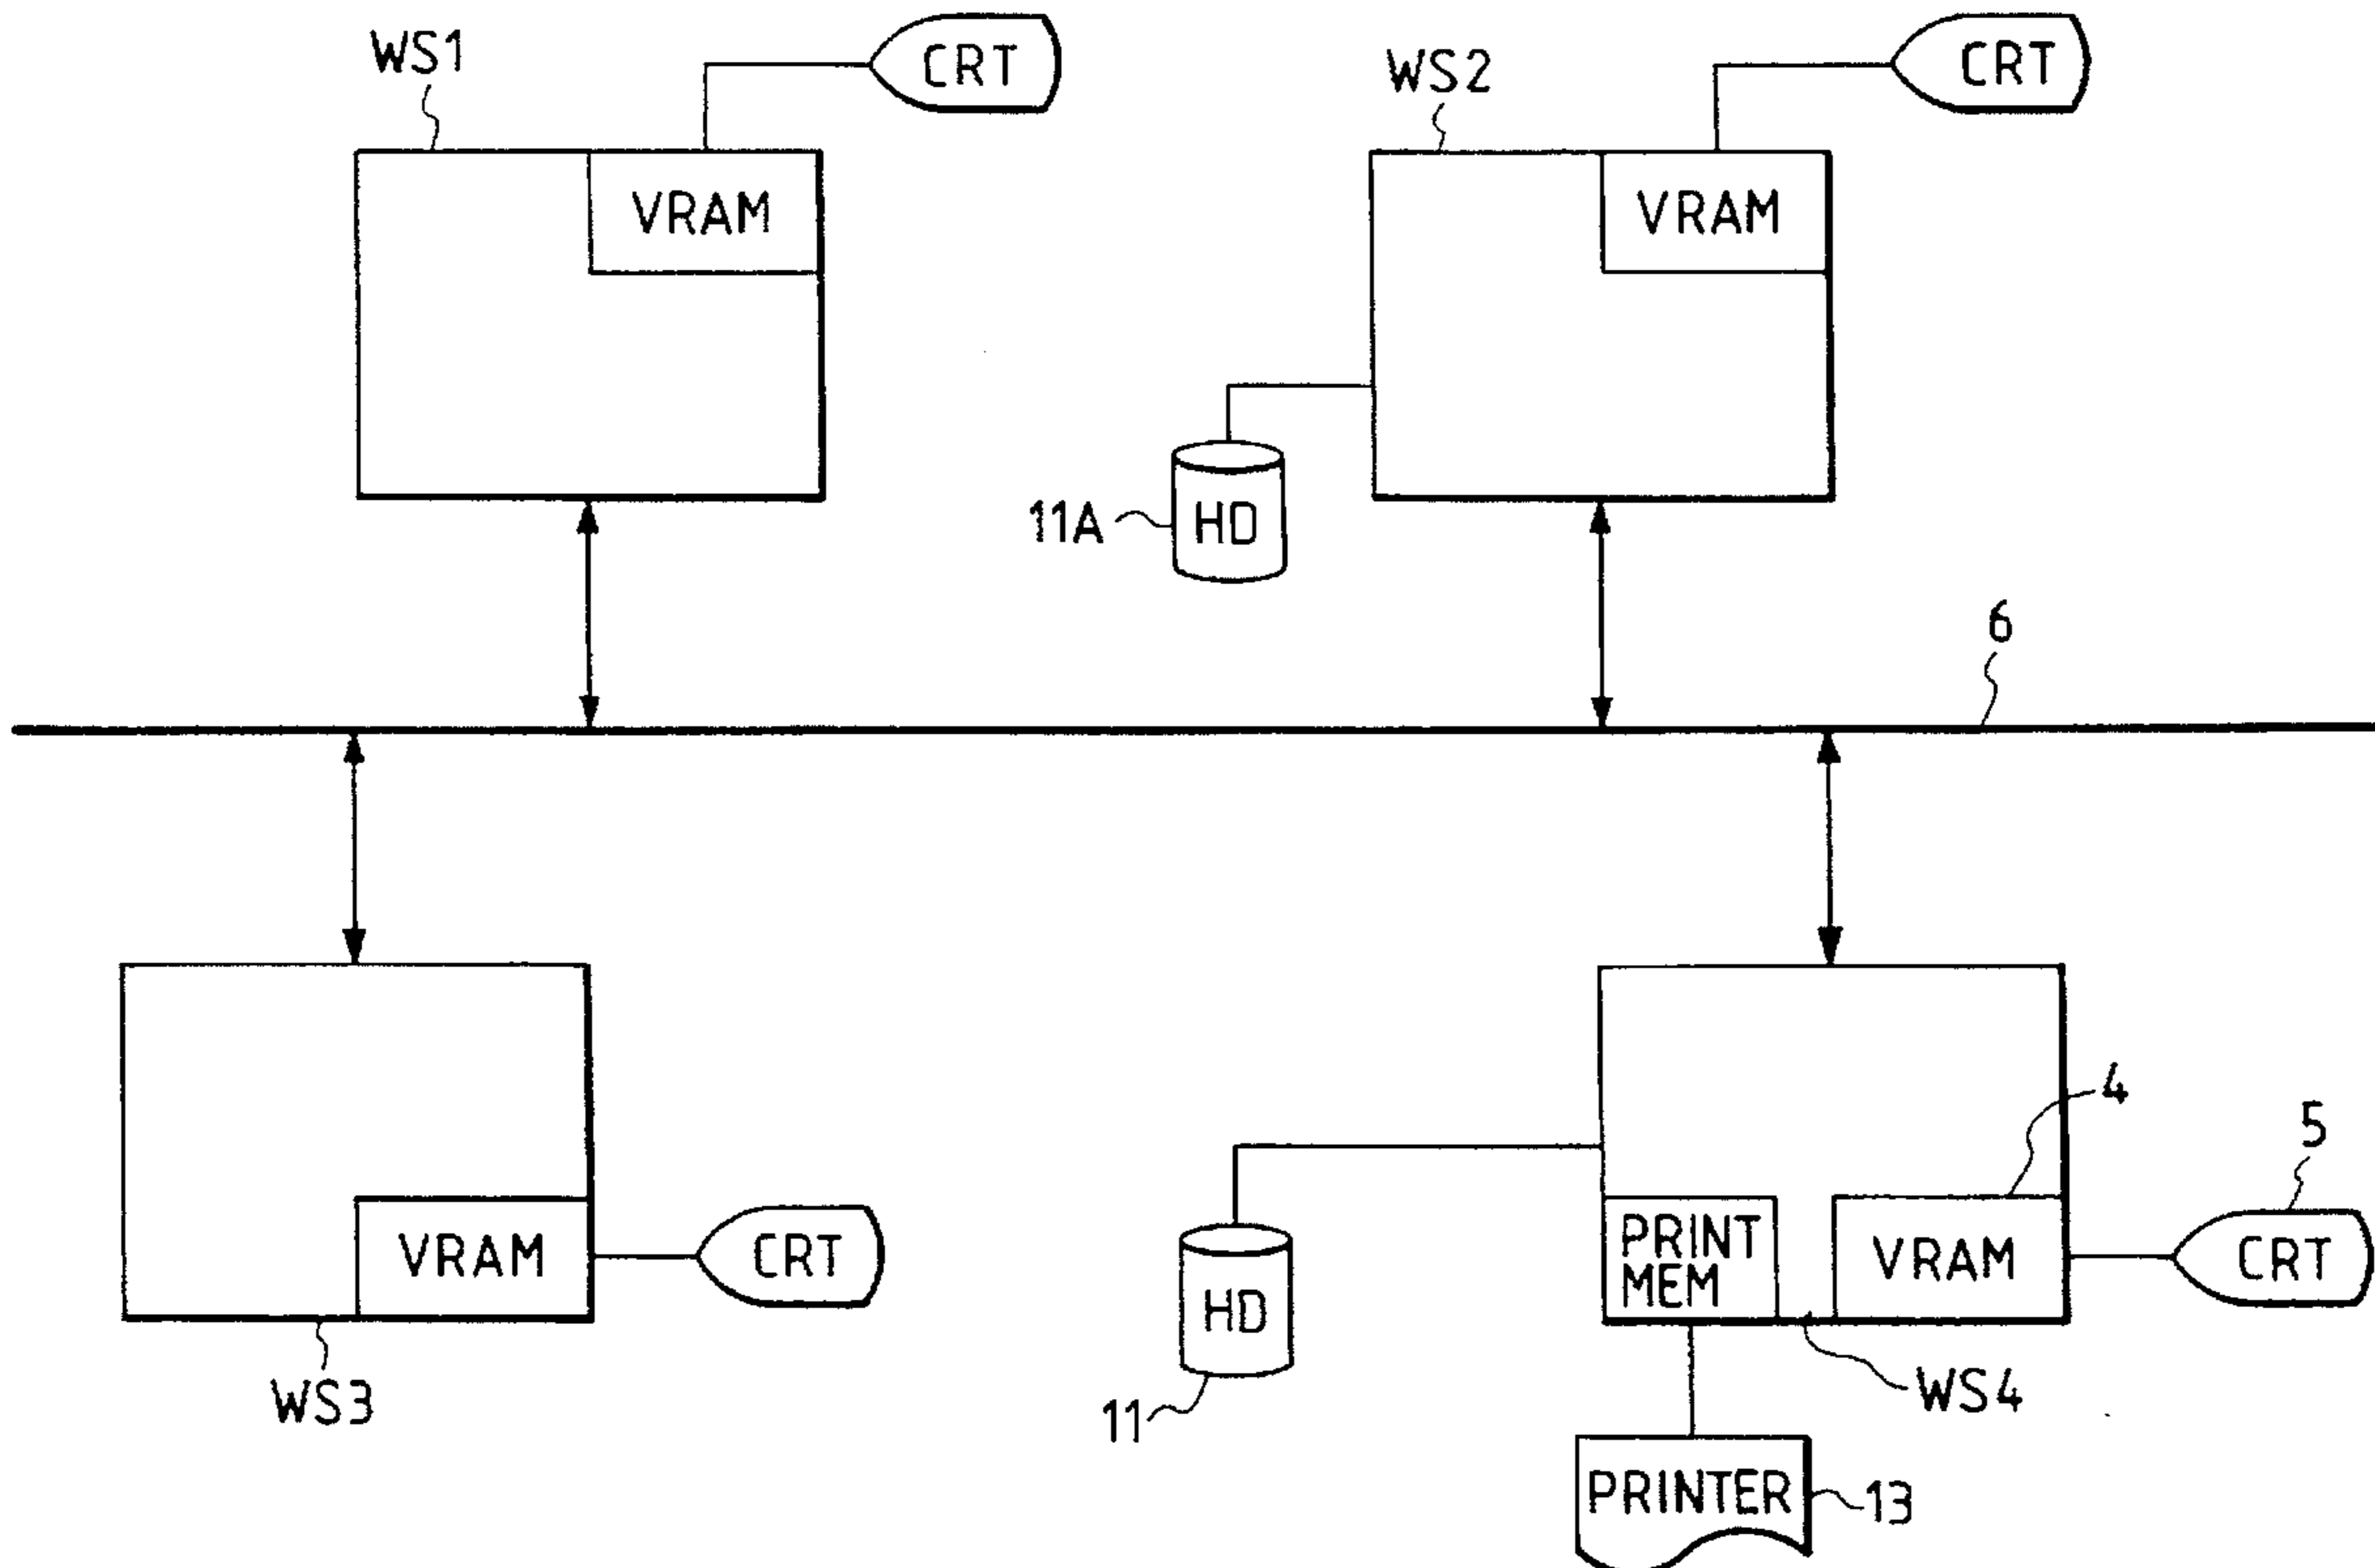 WS1
CRT
WS2
CRT
VRAM
VRAM
11A
HD
6
4
5
VRAM
CRT
PRINT
MEM
VRAM
CRT
HD
WS3
11
WS4
PRINTER
13